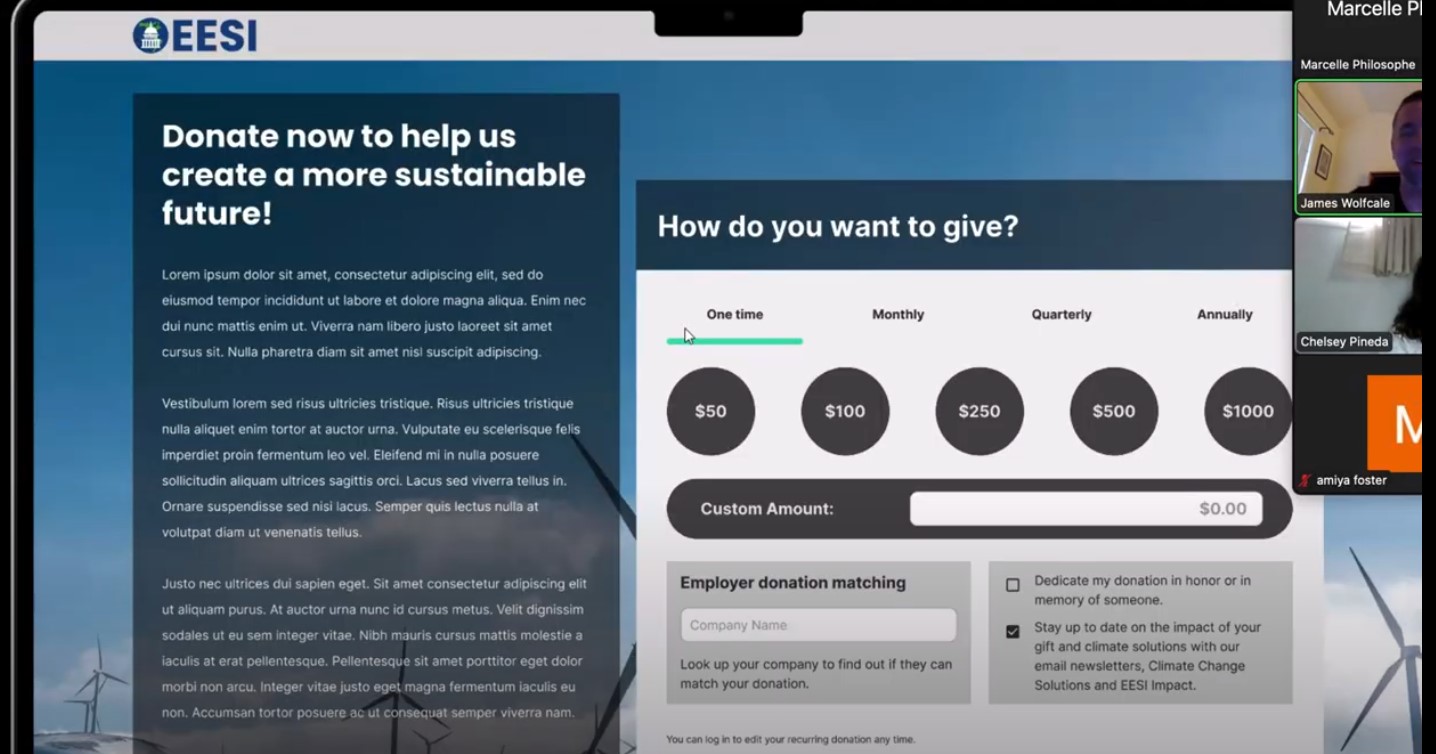 EESI
Donate now to help us
create a more sustainable
future!
Lorem ipsum dolor sit amet, consectetur adipiscing elit, sed do
eiusmod tempor incididunt ut labore et dolore magna aliqua. Enim nec
dui nunc mattis enim ut. Viverra nam libero justo laoreet sit amet
cursus sit. Nulla pharetra diam sit amet nisl suscipit adipiscing.
Vestibulum lorem sed risus ultricies tristique. Risus ultricies tristique
nulla aliquet enim tortor at auctor urna. Vulputate eu scelerisque felis
imperdiet proin fermentum leo vel. Eleifend mi in nulla posuere
sollicitudin aliquam ultrices sagittis orci. Lacus sed viverra tellus in.
Ornare suspendisse sed nisi lacus. Semper quis lectus nulla at
volutpat diam ut venenatis tellus.
Justo nec ultrices dui sapien eget. Sit amet consectetur adipiscing elit
ut aliquam purus. At auctor urna nunc id cursus metus. Velit dignissim
sodales ut eu sem integer vitae. Nibh mauris cursus mattis molestie a
iaculis at erat pellentesque. Pellentesque sit amet porttitor eget dolor
morbi non arcu. Integer vitae justo eget magna fermentum iaculis eu
non. Accumsan tortor posuere ac ut consequat semper viverra nam.
How do you want to give?
One time Monthly Quarterly Annually
$50 $100 $250 $500 $1000
Custom Amount: $0.00
Employer donation matching
Company Name
Look up your company to find out if they can
match your donation.
Dedicate my donation in honor or in
memory of someone.
Stay up to date on the impact of your
gift and climate solutions with our
email newsletters, Climate Change
Solutions and EESI Impact.
You can log in to edit your recurring donation any time.
Marcelle Pl
Marcelle Philosophe
James Wolfcale
Chelsey Pineda
M
amiya foster